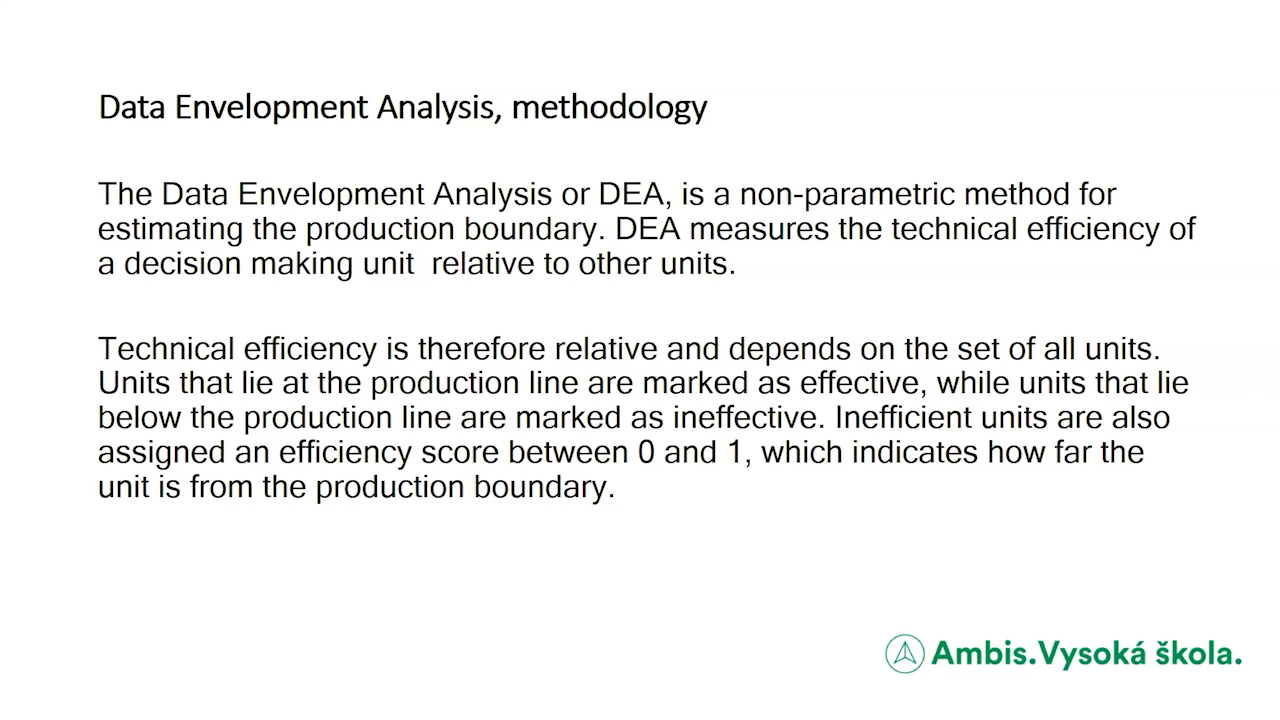 Data Envelopment Analysis, methodology
The Data Envelopment Analysis or DEA, is a non-parametric method for
estimating the production boundary. DEA measures the technical efficiency of
a decision making unit  relative to other units.
Technical efficiency is therefore relative and depends on the set of all units.
Units that lie at the production line are marked as effective, while units that lie
below the production line are marked as ineffective. Inefficient units are also
assigned an efficiency score between 0 and 1, which indicates how far the
unit is from the production boundary.
Ambis.Vysoká škola.